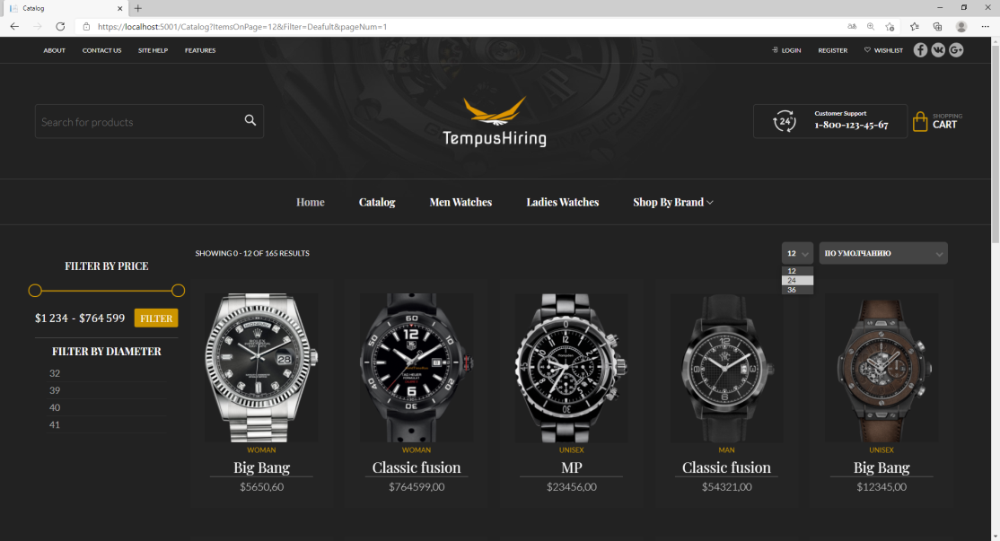 Catalog
https://localhost:5001/Catalog?ItemsOnPage=12&Filter=Deafult&pageNum=1
ABOUT CONTACT US SITE HELP FEATURES LOGIN REGISTER WISHLIST
Search for products
TempusHiring
24
Customer Support
1-800-123-45-67
SHOPPING
CART
Home Catalog Men Watches Ladies Watches Shop By Brand
FILTER BY PRICE
$1 234 - $764 599 FILTER
FILTER BY DIAMETER
32
39
40
41
SHOWING 0 - 12 OF 165 RESULTS
12 ПО УМОЛЧАНИЮ
12
24
36
WOMAN
Big Bang
$5650,60
WOMAN
Classic fusion
$764599,00
UNISEX
MP
$23456,00
MAN
Classic fusion
$54321,00
UNISEX
Big Bang
$12345,00